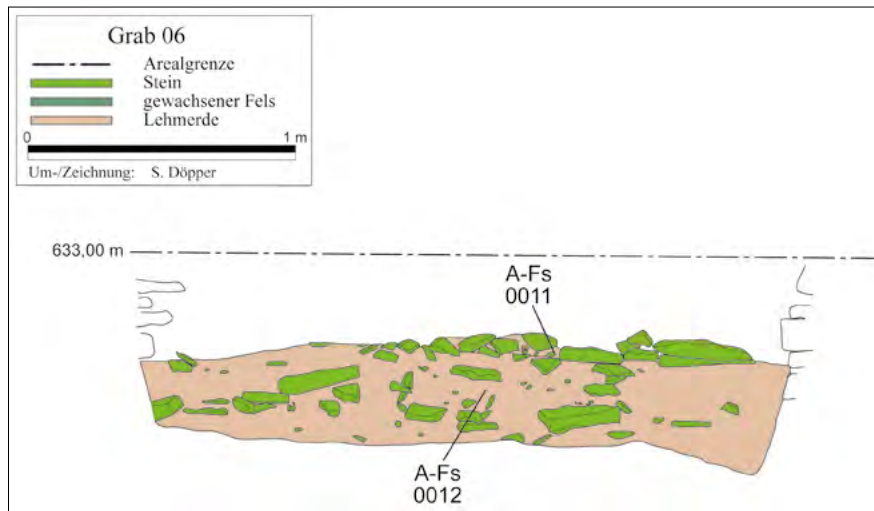 Grab 06
Arealgrenze
Stein
gewachsener Fels
Lehmerde
0 1 m
Um-/Zeichnung: S. Döpper
633,00 m
A-Fs
0011
A-Fs
0012